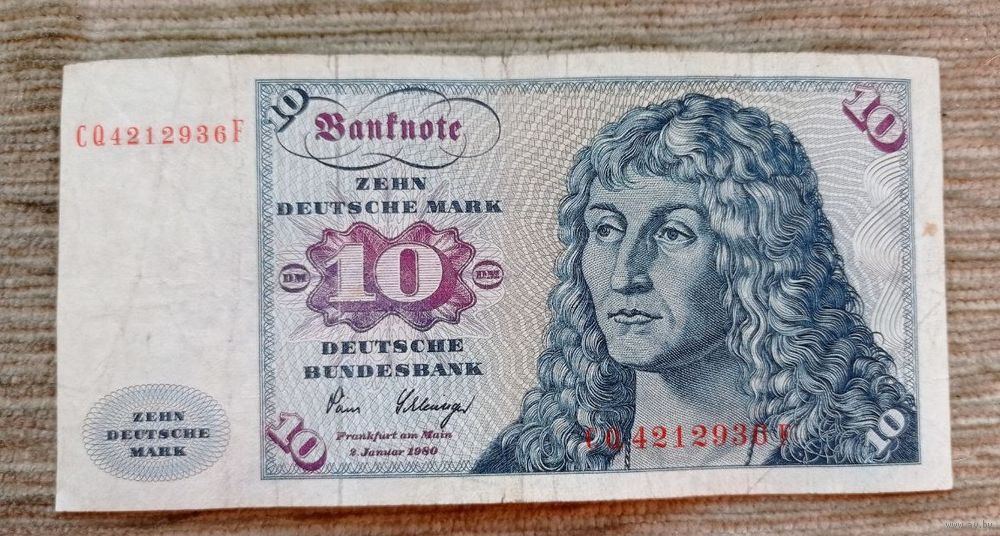 CQ4212936F
10
Banknote
10
ZEHN
DEUTSCHE MARK
DM
10
DM
DEUTSCHE
BUNDESBANK
Frankfurt am Main
2. Januar 1980
ZEHN
DEUTSCHE
MARK
10
CQ4212936F
10